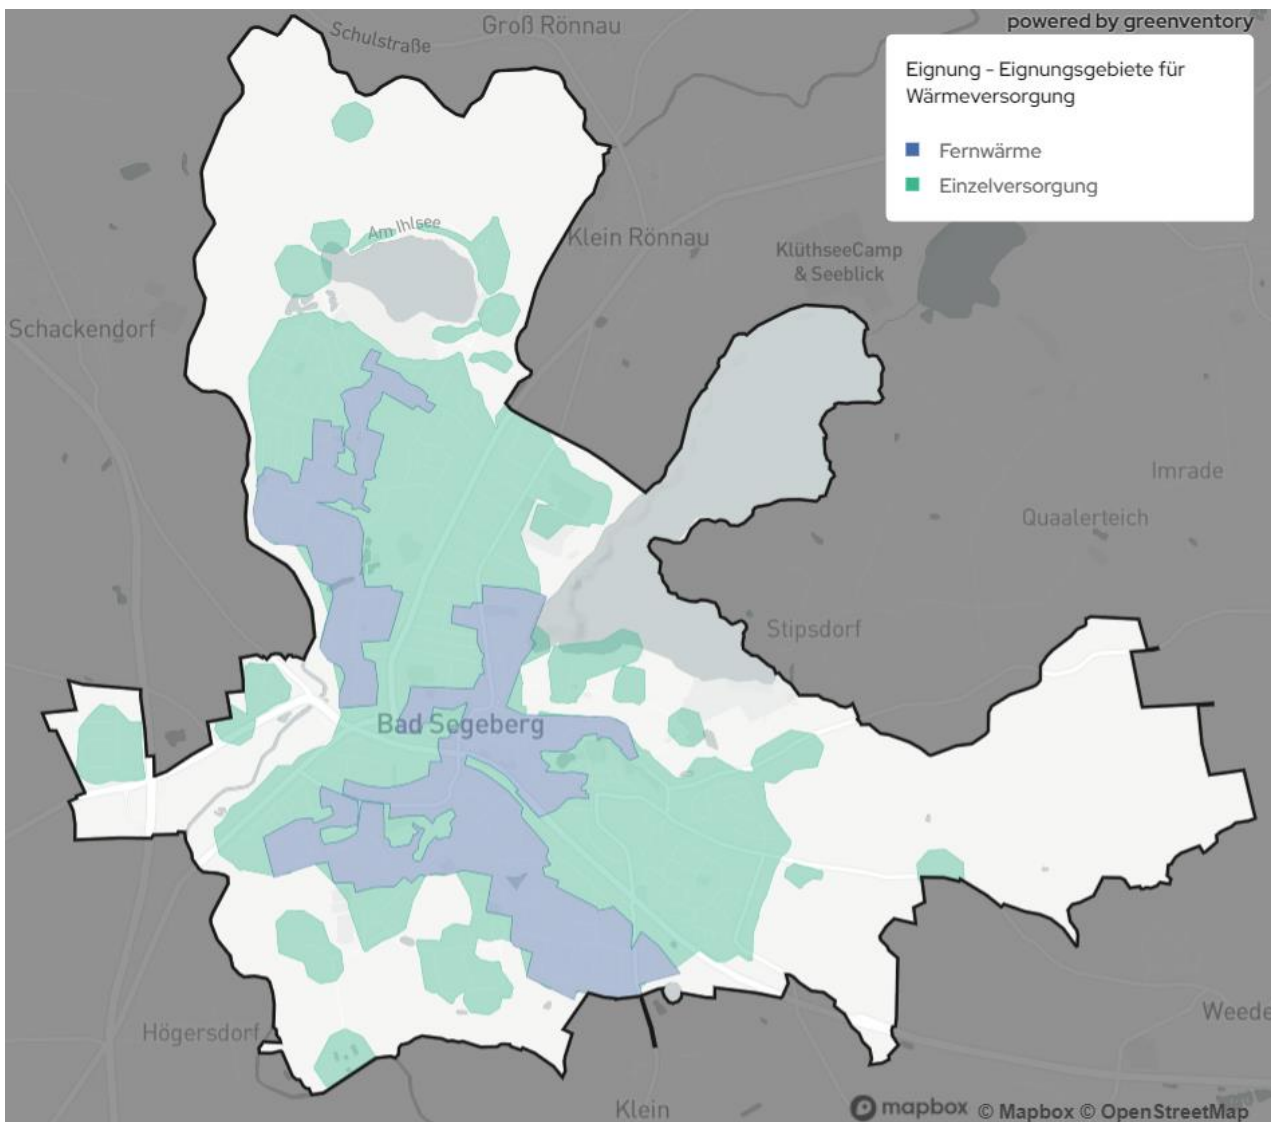 powered by greenventory
Schulstraße
Groß Rönnau
Eignung - Eignungsgebiete für
Wärmeversorgung
Fernwärme
Einzelversorgung
Am Ihlsee
Klein Rönnau
KlüthseeCamp
& Seeblick
Schackendorf
Imrade
Quaalerteich
Stipsdorf
Bad Segeberg
Weede
Högersdorf
Klein
mapbox © Mapbox © OpenStreetMap